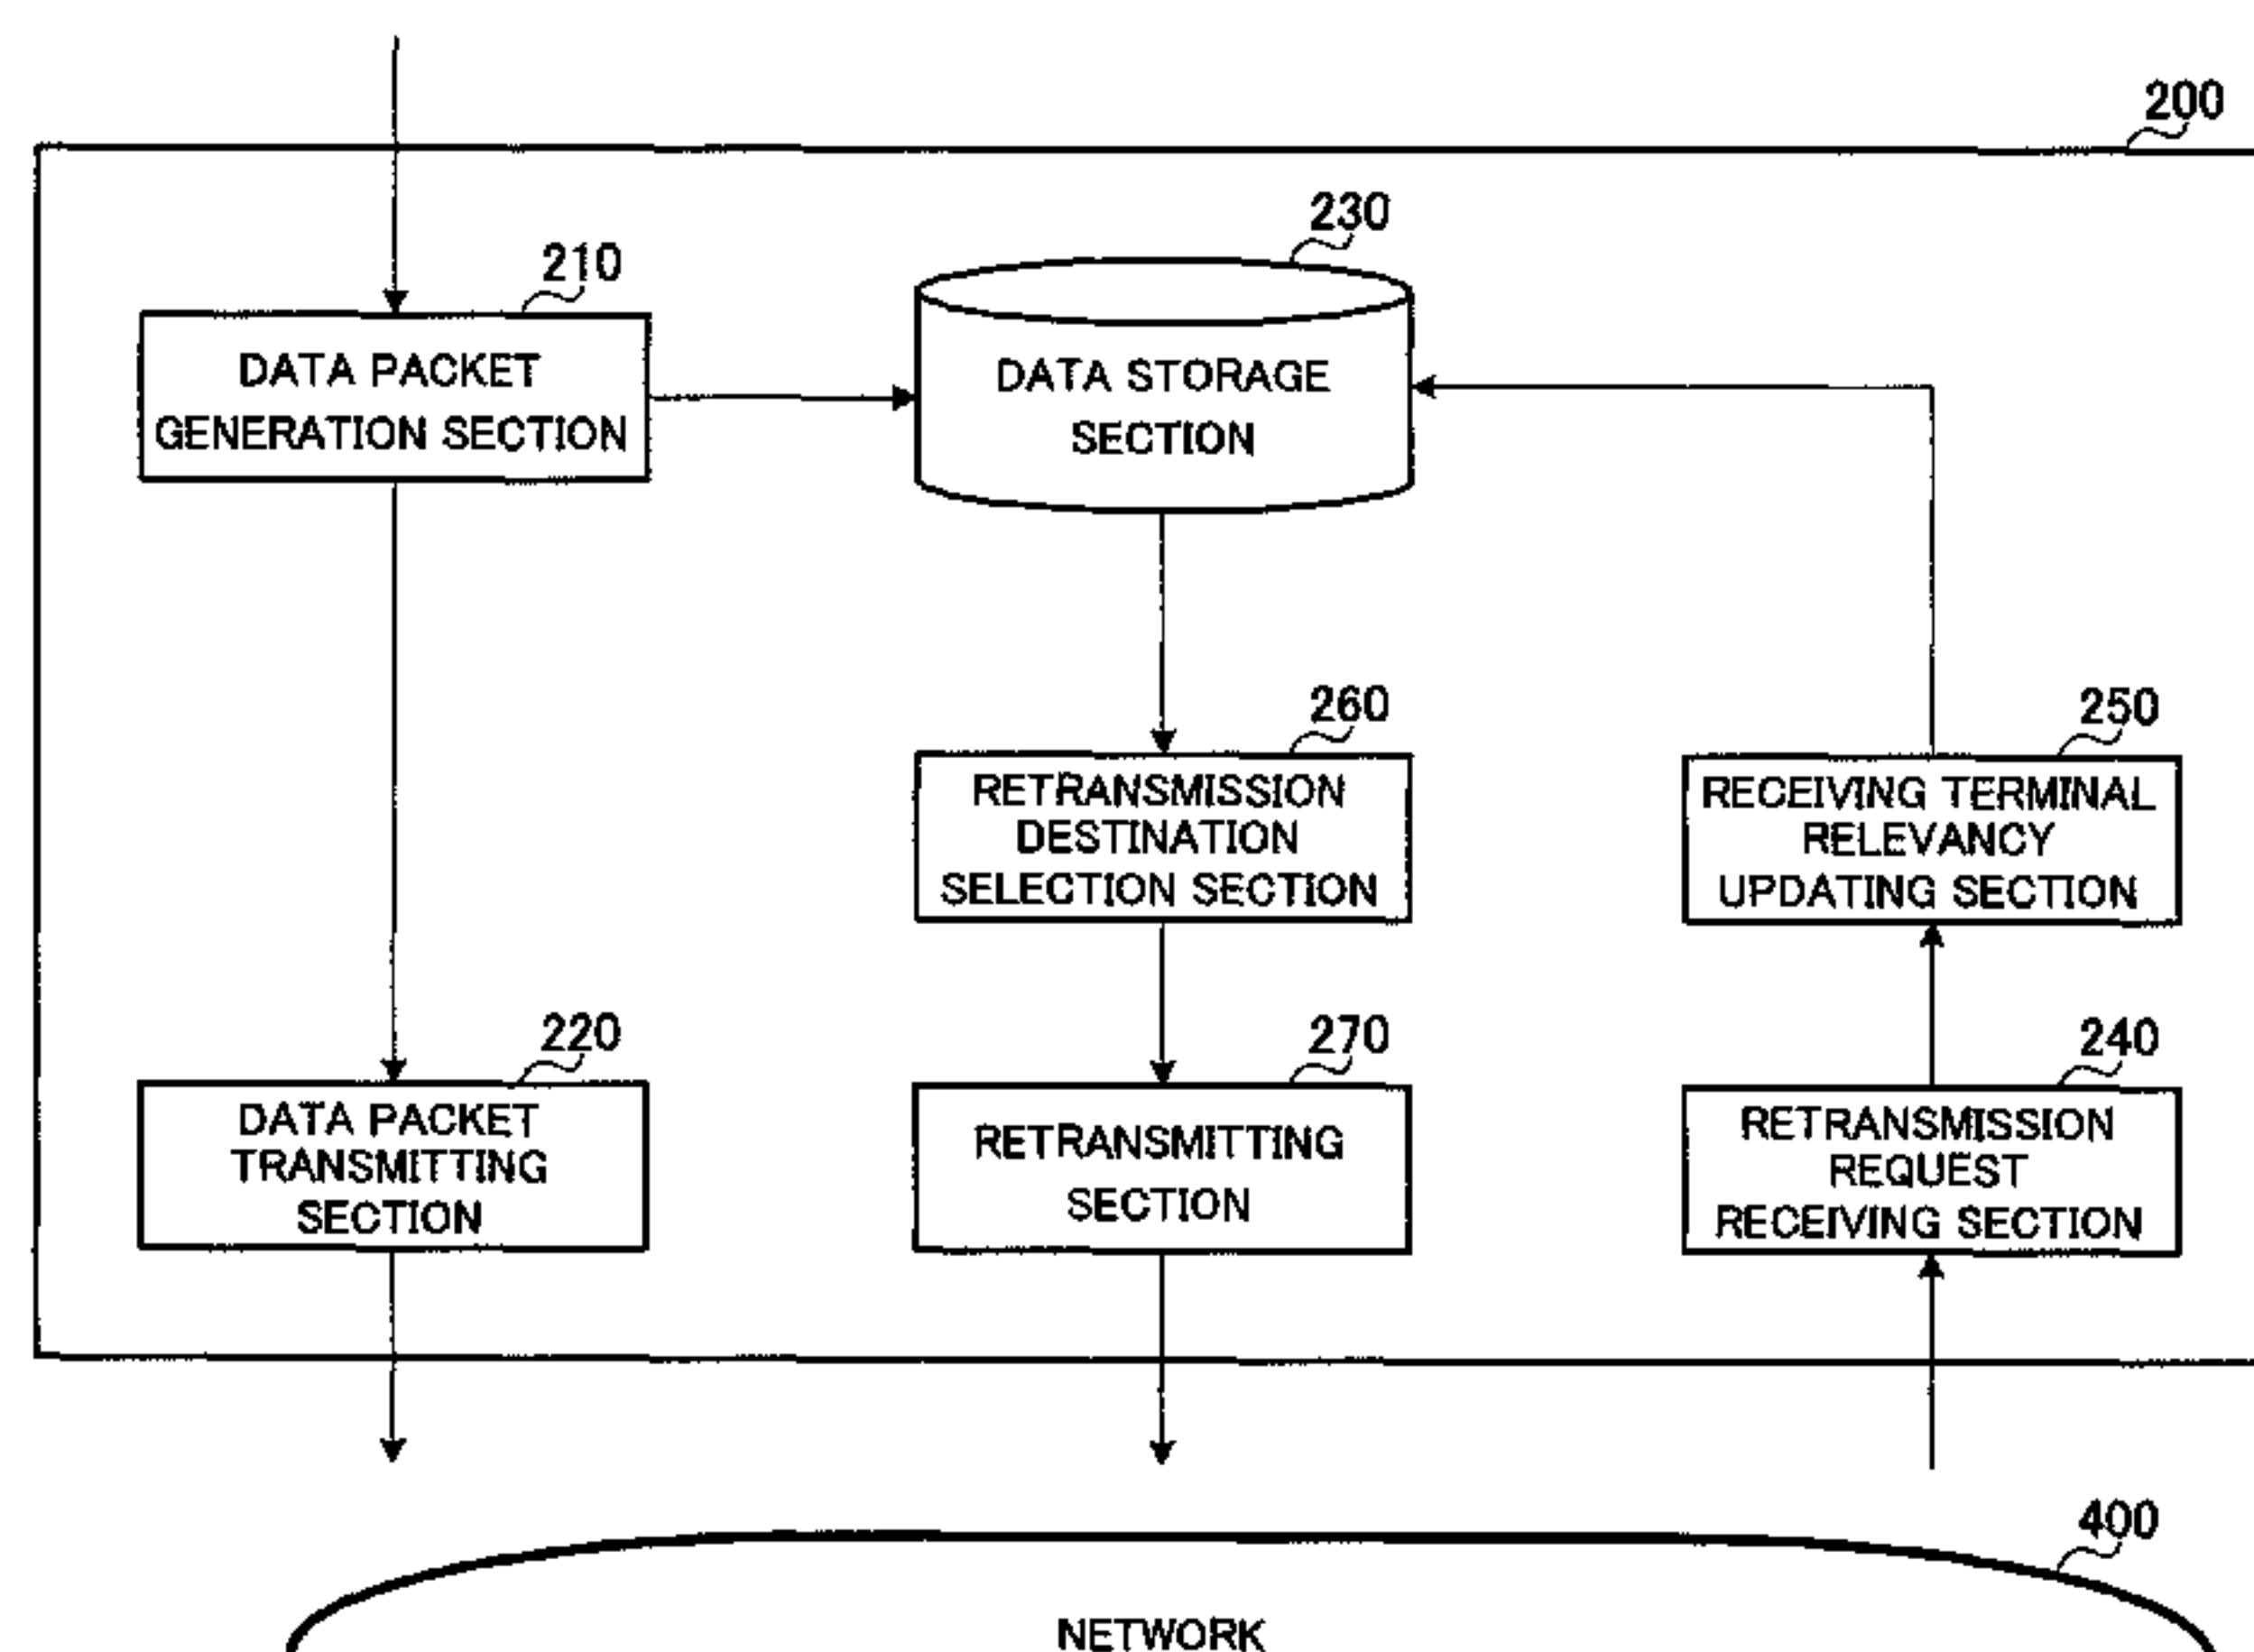 200
230
210
DATA PACKET
GENERATION SECTION
DATA STORAGE
SECTION
260
250
RETRANSMISSION
DESTINATION
SELECTION SECTION
RECEIVING TERMINAL
RELEVANCY
UPDATING SECTION
220
270
240
DATA PACKET
TRANSMITTING
SECTION
RETRANSMITTING
SECTION
RETRANSMISSION
REQUEST
RECEIVING SECTION
400
NETWORK